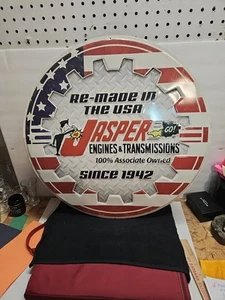 RE-MADE IN
THE USA
JASPER
GO!
ENGINES & TRANSMISSIONS
100% Associate Owned
SINCE 1942